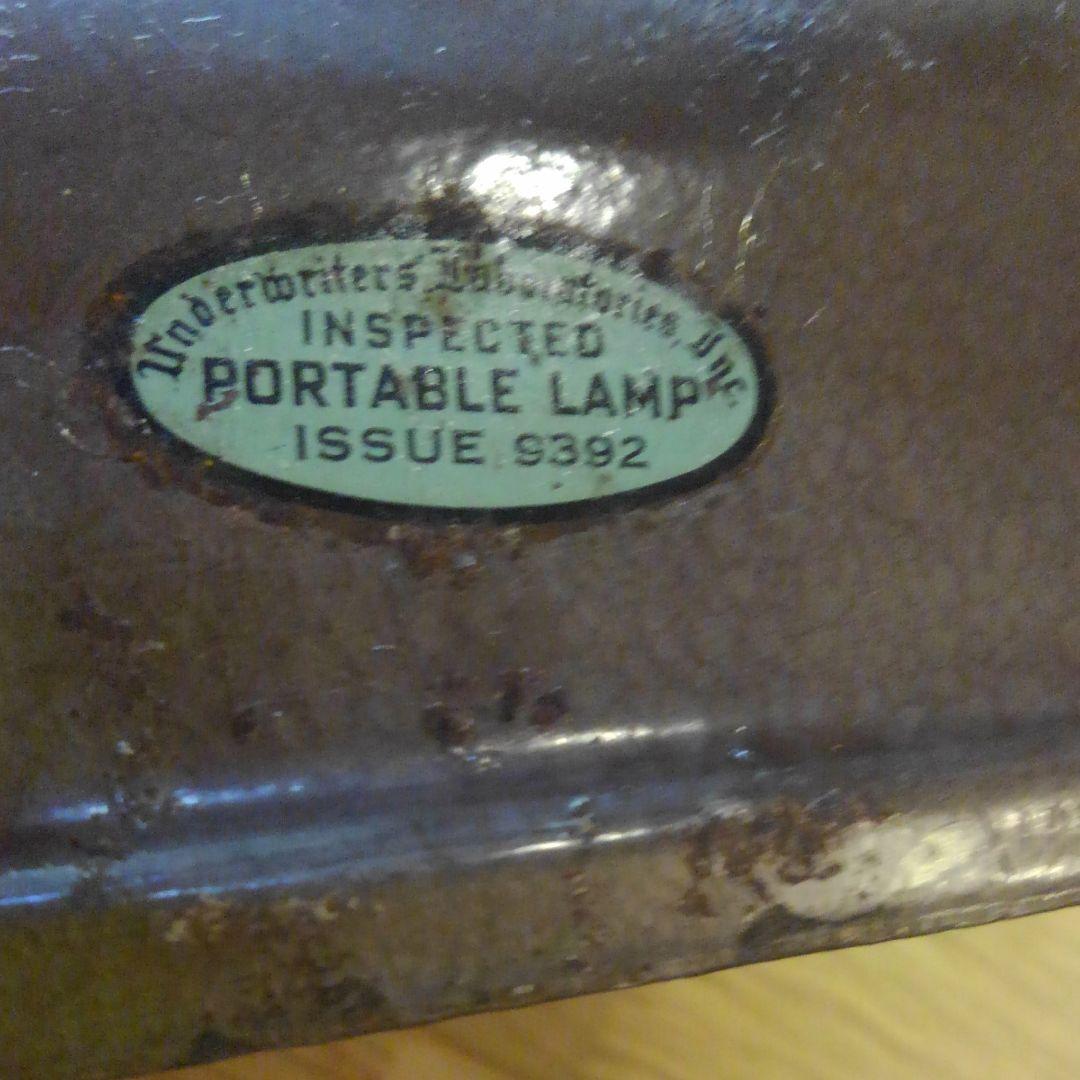 Underwriters' Laboratories, Inc.
INSPECTED
PORTABLE LAMP
ISSUE 9392